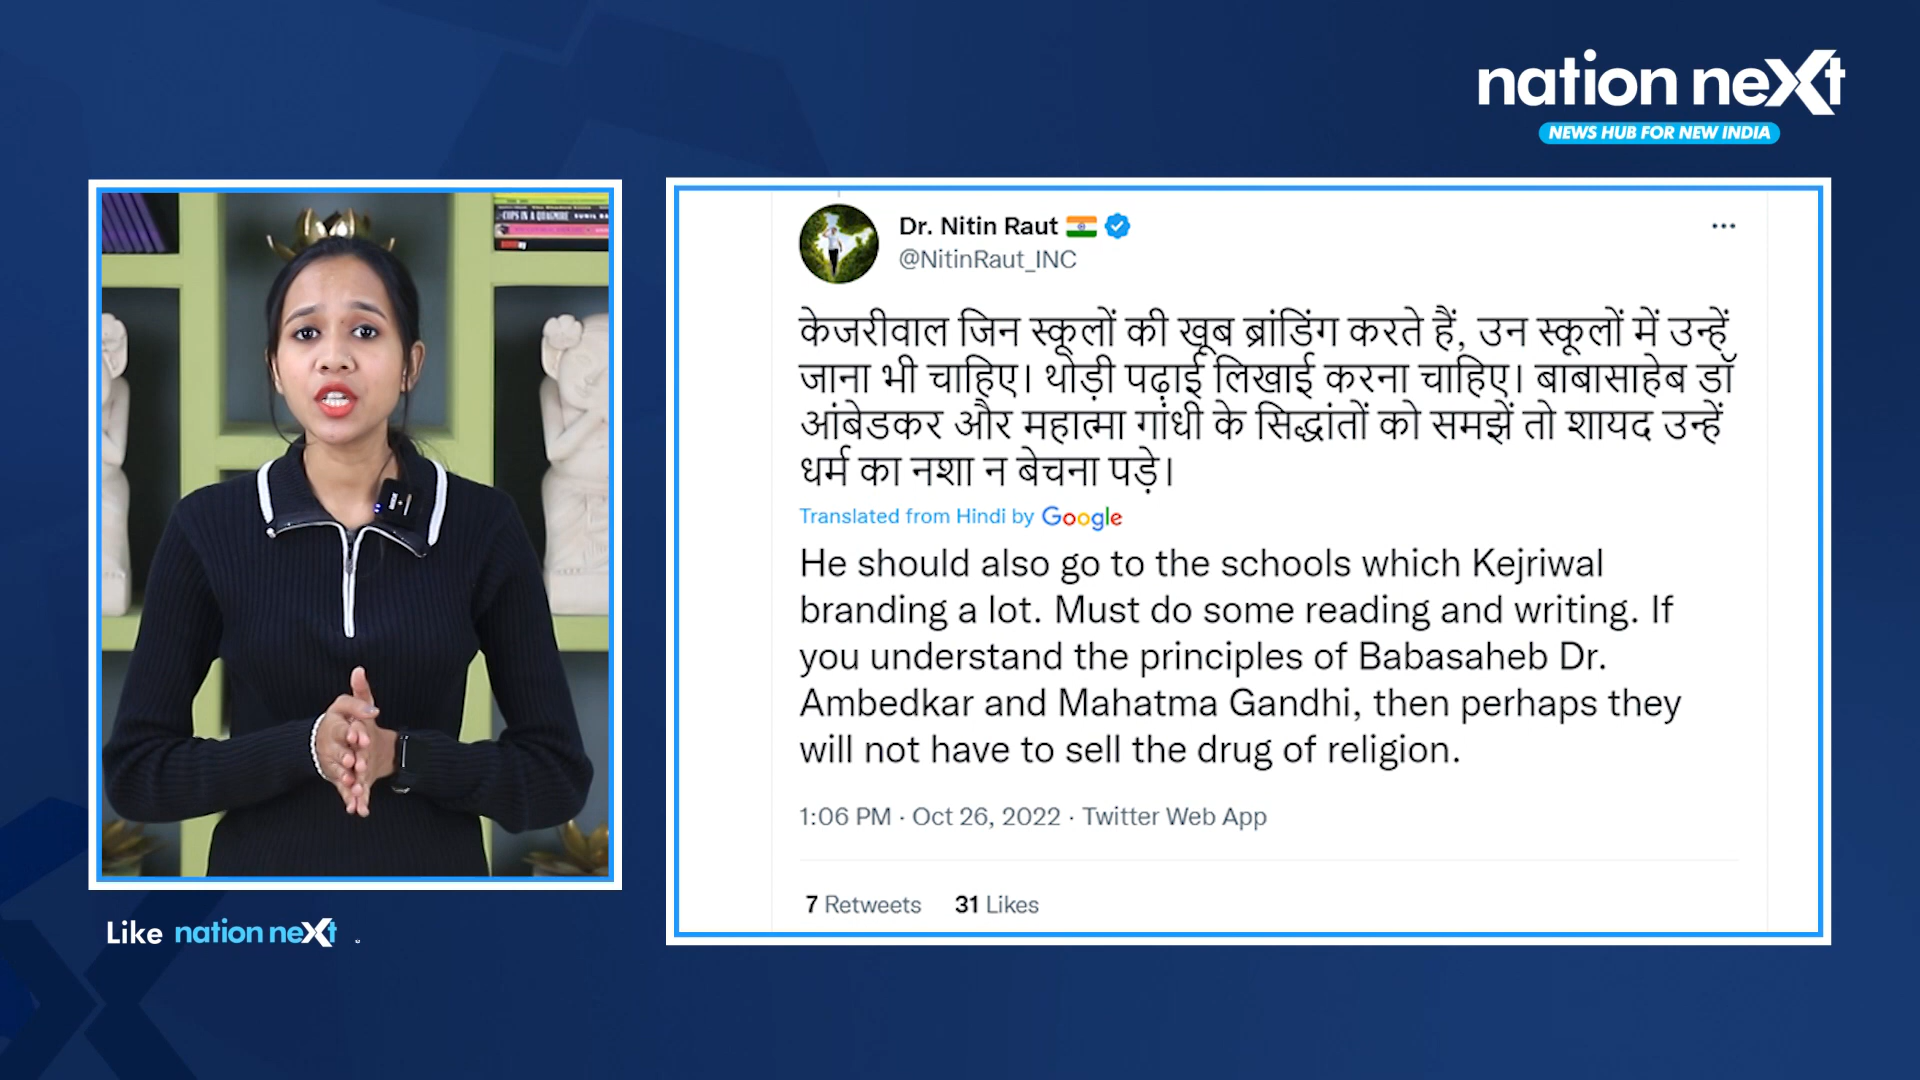 nation next
NEWS HUB FOR NEW INDIA
COPS IN A QUAGMIRE
Dr. Nitin Raut
@NitinRaut_INC
केजरीवाल जिन स्कूलों की खूब ब्रांडिंग करते हैं, उन स्कूलों में उन्हें
जाना भी चाहिए। थोड़ी पढ़ाई लिखाई करना चाहिए। बाबासाहेब डॉ
आंबेडकर और महात्मा गांधी के सिद्धांतों को समझें तो शायद उन्हें
धर्म का नशा न बेचना पड़े।
Translated from Hindi by Google
He should also go to the schools which Kejriwal
branding a lot. Must do some reading and writing. If
you understand the principles of Babasaheb Dr.
Ambedkar and Mahatma Gandhi, then perhaps they
will not have to sell the drug of religion.
1:06 PM · Oct 26, 2022 · Twitter Web App
7 Retweets 31 Likes
Like nation next